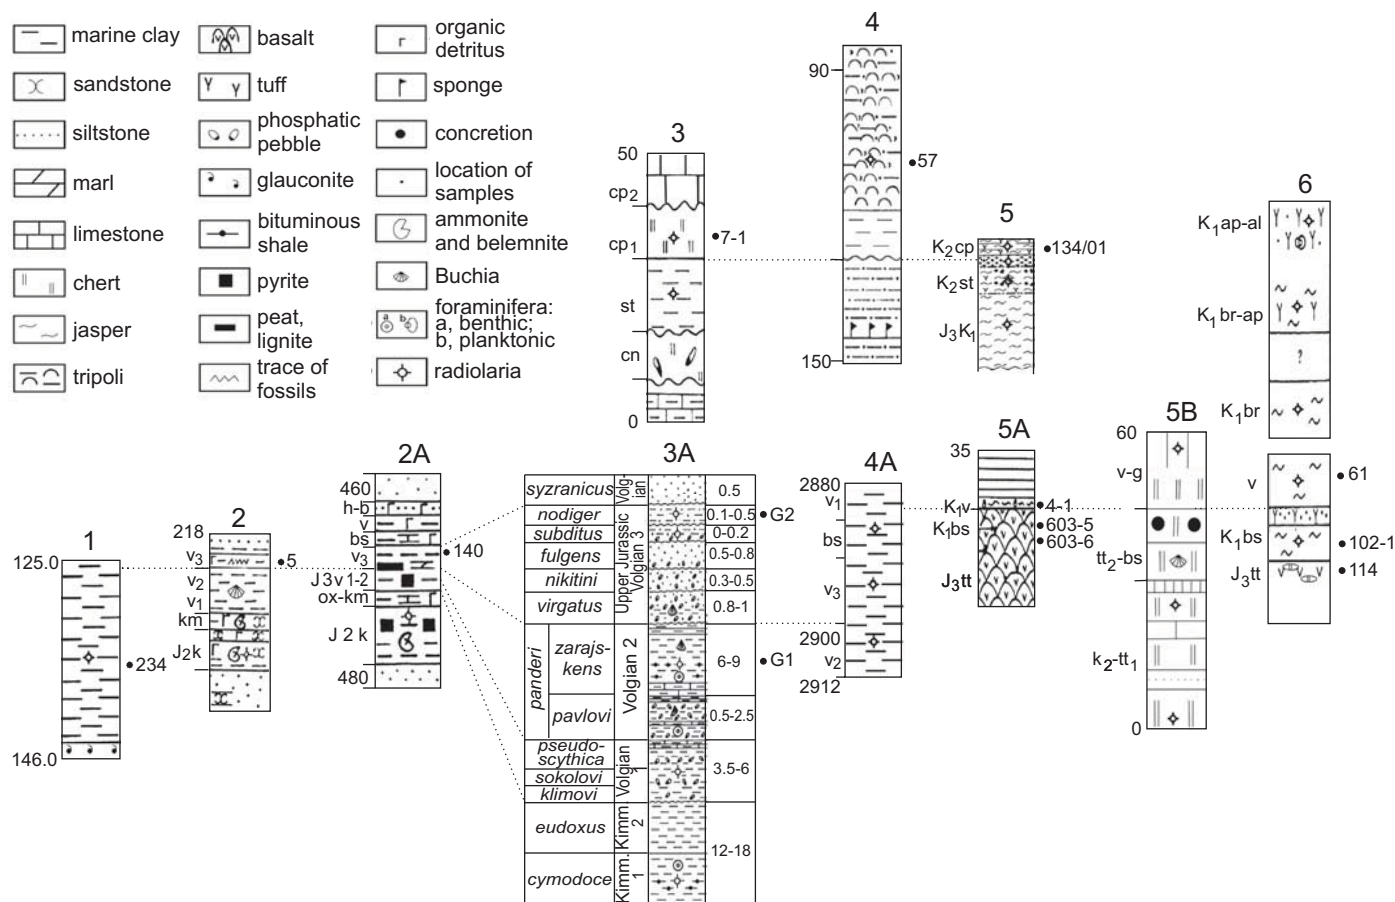 marine clay
sandstone
siltstone
marl
limestone
chert
jasper
tripoli
basalt
tuff
phosphatic
pebble
glauconite
bituminous
shale
pyrite
peat,
lignite
trace of
fossils
organic
detritus
sponge
concretion
location of
samples
ammonite
and belemnite
Buchia
a b
foraminifera:
a, benthic;
b, planktonic
radiolaria
3
50
cp2
cp1
7-1
st
cn
0
4
90
57
150
5
K2cp
134/01
K2st
J3K1
6
K1ap-al
K1br-ap
?
K1br
v
61
K1bs
102-1
J3tt
114
1
125.0
234
146.0
2
218
v3
5
v2
v1
km
J2k
2A
460
h-b
v
bs
v3
140
J3v1-2
ox-km
J2k
480
3A
syzranicus
Volg-
ian
0.5
nodiger
0.1-0.5
G2
subditus
0-0.2
fulgens
0.5-0.8
nikitini
0.3-0.5
virgatus
0.8-1
Upper Jurassic
Volgian 3
panderi
zarajs-
kens
Volgian 2
6-9
G1
pavlovi
0.5-2.5
pseudo-
scythica
sokolovi
klimovi
Volgian
1
3.5-6
eudoxus
Kimm.
2
12-18
cymodoce
Kimm.
1
4A
2880
v1
bs
v3
2900
v2
2912
5A
35
K1v
4-1
K1bs
603-5
603-6
J3tt
5B
60
v-g
tt2-bs
k2-tt1
0